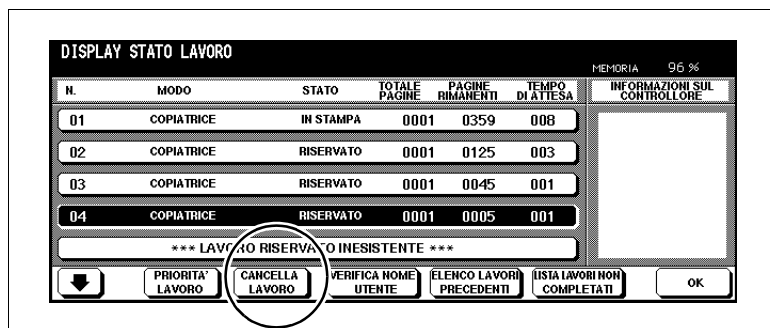 DISPLAY STATO LAVORO
MEMORIA 96 %
N. MODO STATO TOTALE PAGINE PAGINE RIMANENTI TEMPO DI ATTESA INFORMAZIONI SUL CONTROLLORE
01 COPIATRICE IN STAMPA 0001 0359 008
02 COPIATRICE RISERVATO 0001 0125 003
03 COPIATRICE RISERVATO 0001 0045 001
04 COPIATRICE RISERVATO 0001 0005 001
*** LAVORO RISERVATO INESISTENTE ***
PRIORITA' LAVORO CANCELLA LAVORO VERIFICA NOME UTENTE ELENCO LAVORI PRECEDENTI LISTA LAVORI NON COMPLETATI OK